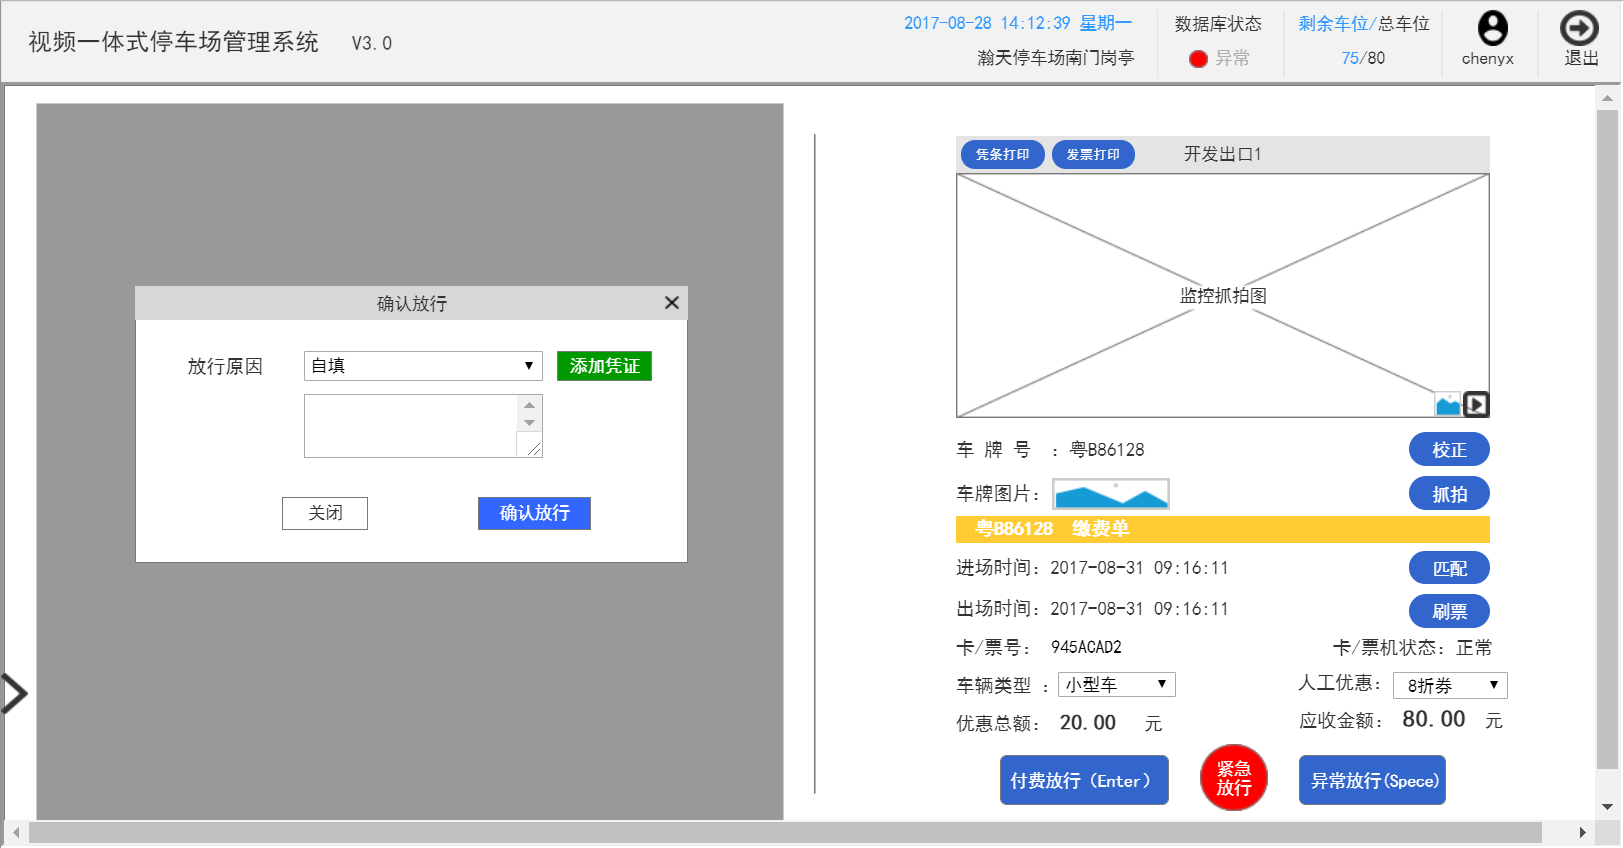 视频一体式停车场管理系统 V3.0
2017-08-28 14:12:39 星期一
瀚天停车场南门岗亭
数据库状态
异常
剩余车位/总车位
75/80
chenyx
退出
确认放行
放行原因 自填 添加凭证
关闭 确认放行
凭条打印 发票打印 开发出口1
监控抓拍图
车 牌 号 ：粤B86128 校正
车牌图片： 抓拍
粤B86128 缴费单
进场时间：2017-08-31 09:16:11 匹配
出场时间：2017-08-31 09:16:11 刷票
卡/票号： 945ACAD2 卡/票机状态：正常
车辆类型 ：小型车 人工优惠： 8折券
优惠总额： 20.00 元 应收金额： 80.00 元
付费放行（Enter）
紧急
放行
异常放行(Spece)